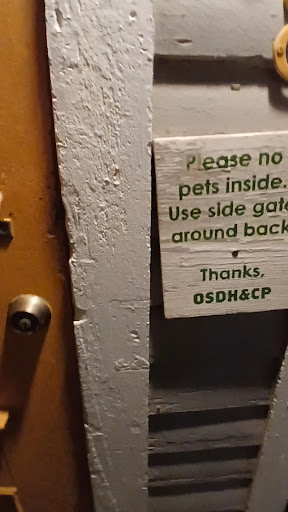 Please no
pets inside.
Use side gate
around back
Thanks,
OSDH&CP